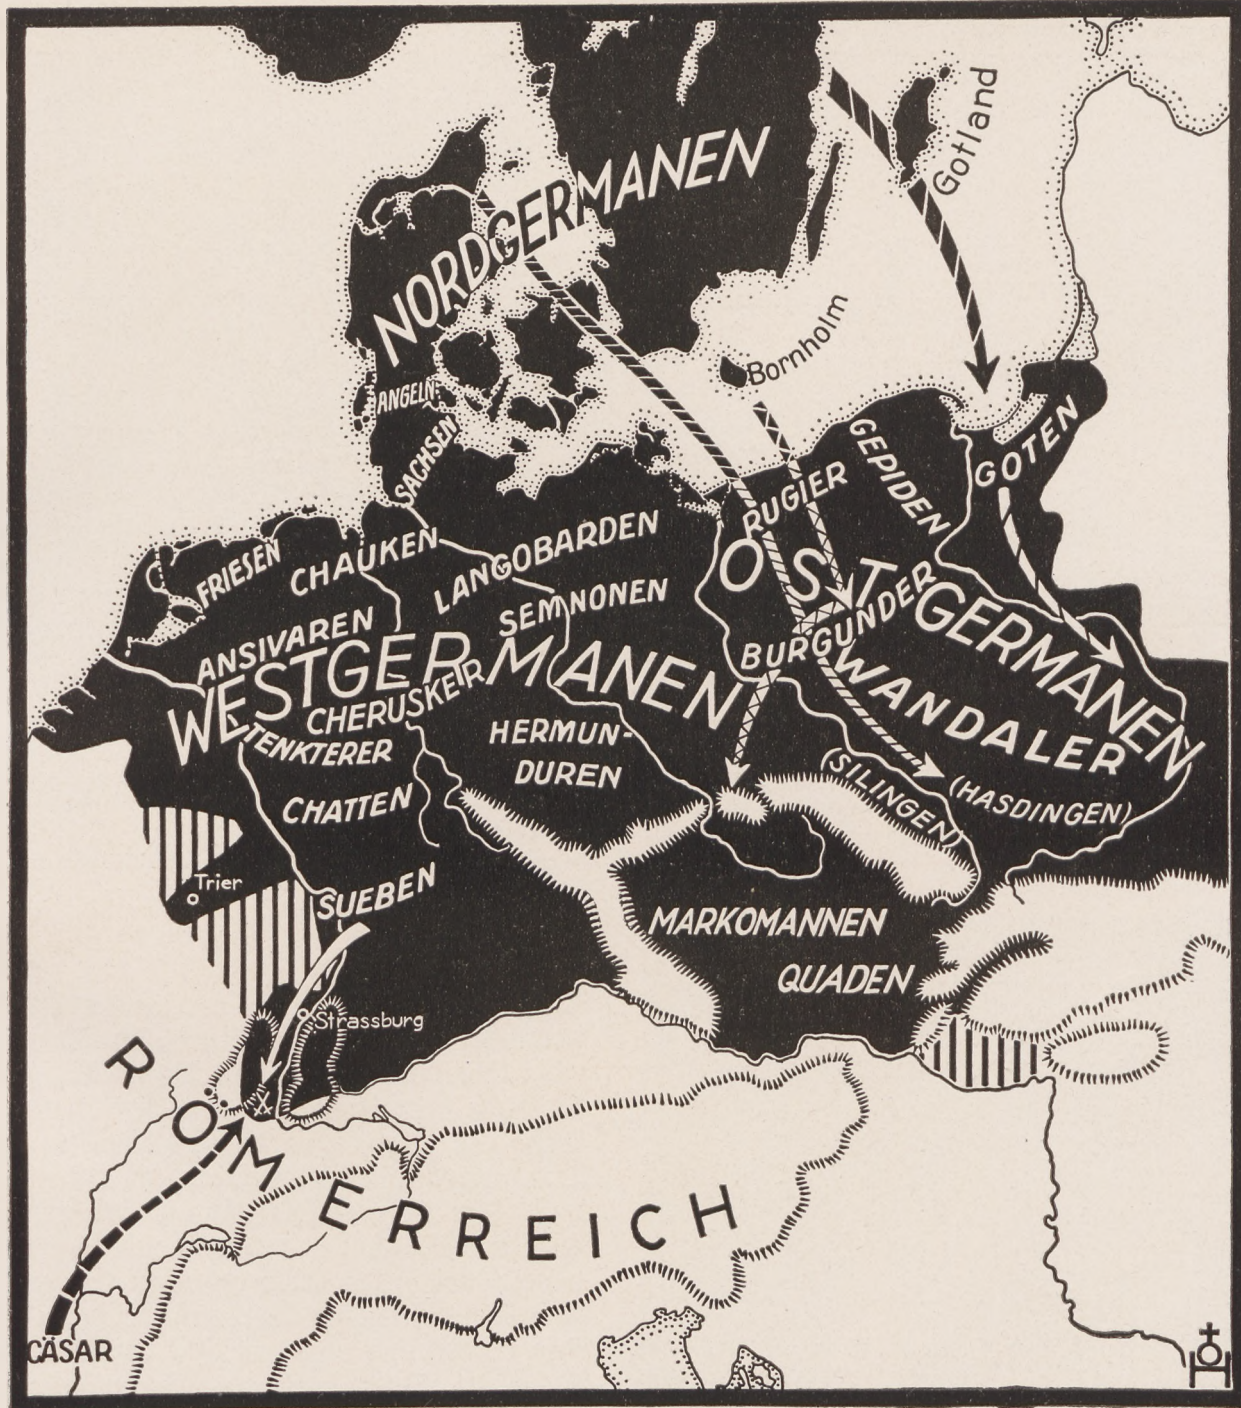 Gotland
NORDGERMANEN
Bornholm
ANGELN
SACHSEN
GEPIDEN
GOTEN
RUGIER
FRIESEN
CHAUKEN
LANGOBARDEN
SEMNONEN
OSTGERMANEN
BURGUNDER
ANSIVAREN
WESTGERMANEN
CHERUSKER
TENKTERER
HERMUN-
DUREN
WANDALER
(SILINGEN)
(HASDINGEN)
CHATTEN
Trier
SUEBEN
MARKOMANNEN
QUADEN
Strassburg
RÖMERREICH
CÄSAR